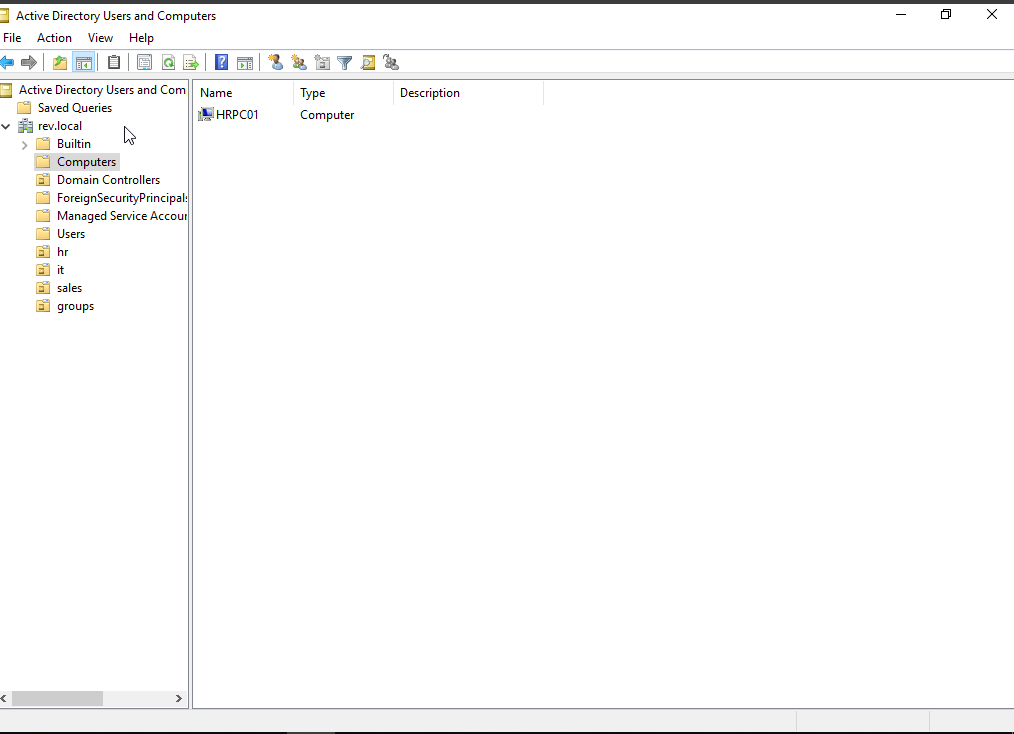 Active Directory Users and Computers
File Action View Help
Active Directory Users and Com
Saved Queries
rev.local
Builtin
Computers
Domain Controllers
ForeignSecurityPrincipals
Managed Service Accoun
Users
hr
it
sales
groups
Name Type Description
HRPC01 Computer